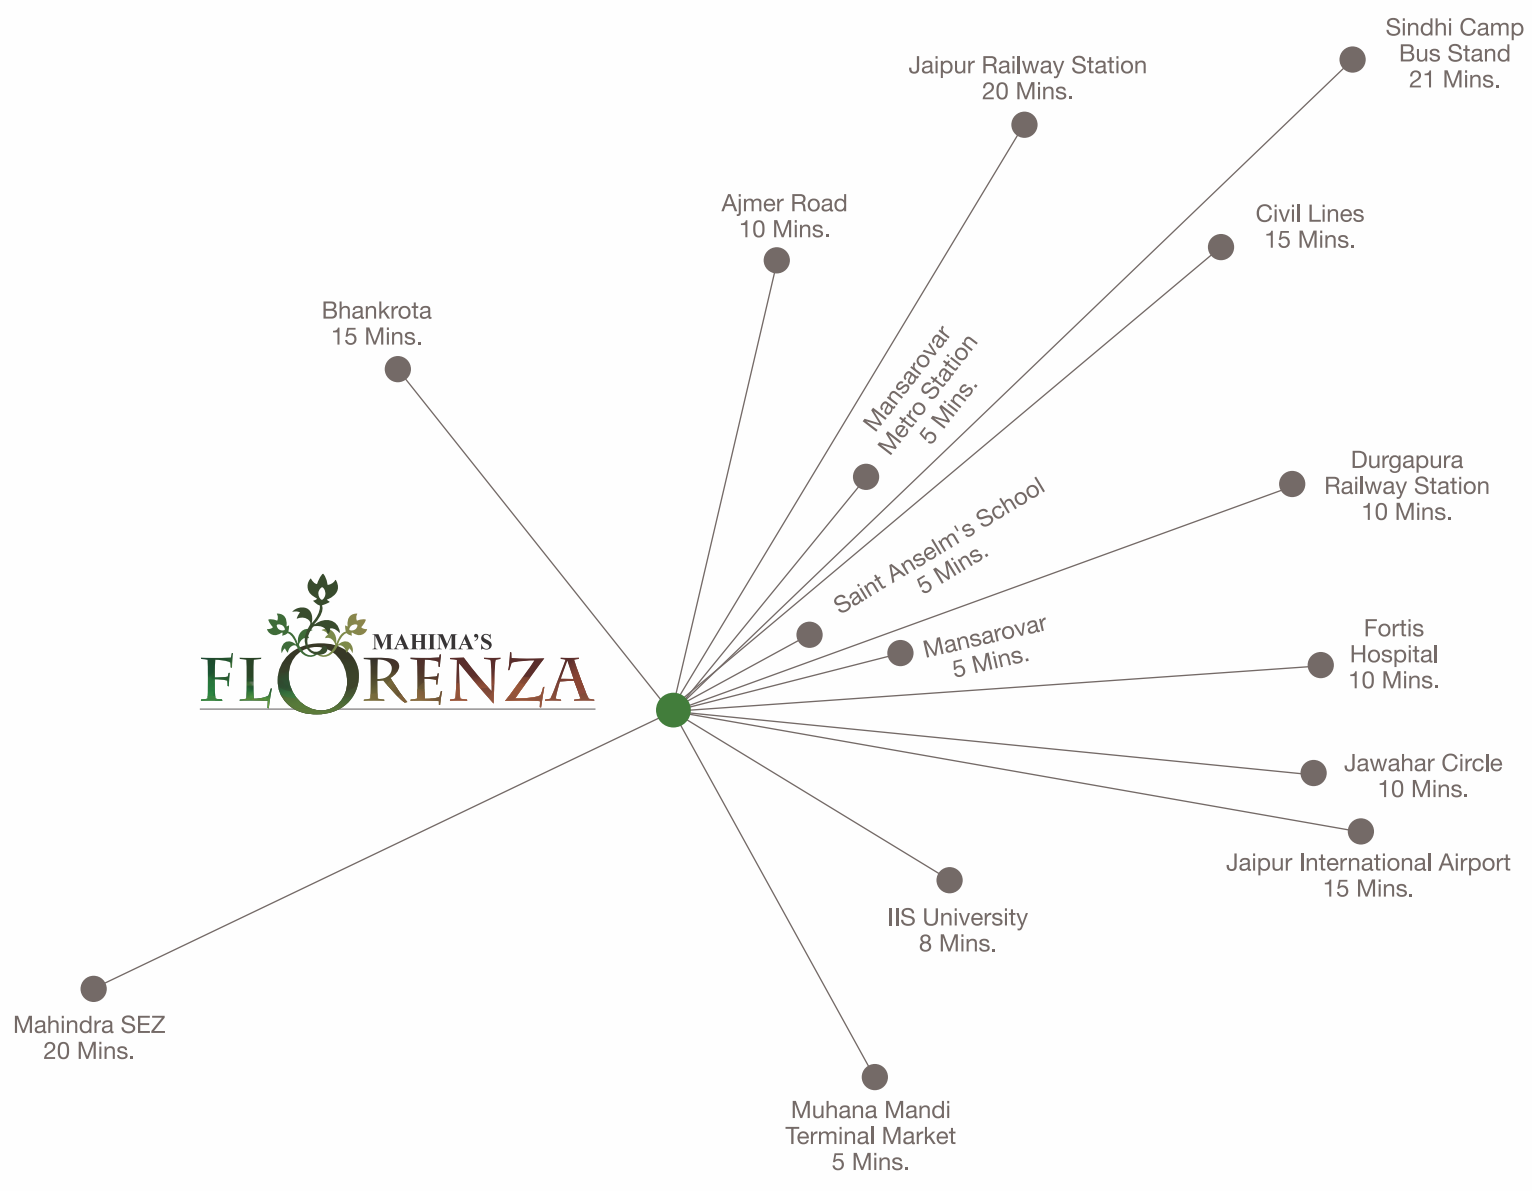 Sindhi Camp
Bus Stand
21 Mins.
Jaipur Railway Station
20 Mins.
Ajmer Road
10 Mins.
Civil Lines
15 Mins.
Bhankrota
15 Mins.
Mansarovar
Metro Station
5 Mins.
Durgapura
Railway Station
10 Mins.
Saint Anselm's School
5 Mins.
MAHIMA'S
FLORENZA
Mansarovar
5 Mins.
Fortis
Hospital
10 Mins.
Jawahar Circle
10 Mins.
Jaipur International Airport
15 Mins.
IIS University
8 Mins.
Mahindra SEZ
20 Mins.
Muhana Mandi
Terminal Market
5 Mins.